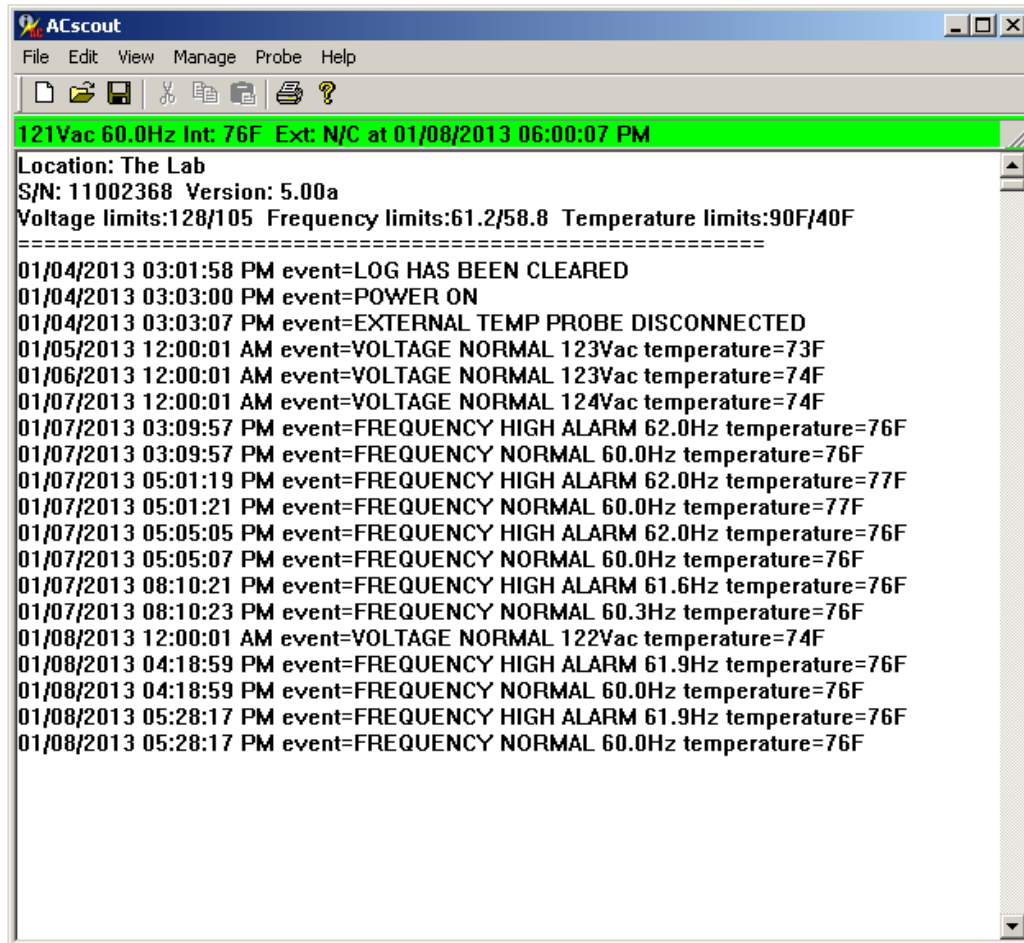 ACscout
File Edit View Manage Probe Help
121Vac 60.0Hz Int: 76F Ext: N/C at 01/08/2013 06:00:07 PM
Location: The Lab
S/N: 11002368 Version: 5.00a
Voltage limits:128/105 Frequency limits:61.2/58.8 Temperature limits:90F/40F
=========================================================
01/04/2013 03:01:58 PM event=LOG HAS BEEN CLEARED
01/04/2013 03:03:00 PM event=POWER ON
01/04/2013 03:03:07 PM event=EXTERNAL TEMP PROBE DISCONNECTED
01/05/2013 12:00:01 AM event=VOLTAGE NORMAL 123Vac temperature=73F
01/06/2013 12:00:01 AM event=VOLTAGE NORMAL 123Vac temperature=74F
01/07/2013 12:00:01 AM event=VOLTAGE NORMAL 124Vac temperature=74F
01/07/2013 03:09:57 PM event=FREQUENCY HIGH ALARM 62.0Hz temperature=76F
01/07/2013 03:09:57 PM event=FREQUENCY NORMAL 60.0Hz temperature=76F
01/07/2013 05:01:19 PM event=FREQUENCY HIGH ALARM 62.0Hz temperature=77F
01/07/2013 05:01:21 PM event=FREQUENCY NORMAL 60.0Hz temperature=77F
01/07/2013 05:05:05 PM event=FREQUENCY HIGH ALARM 62.0Hz temperature=76F
01/07/2013 05:05:07 PM event=FREQUENCY NORMAL 60.0Hz temperature=76F
01/07/2013 08:10:21 PM event=FREQUENCY HIGH ALARM 61.6Hz temperature=76F
01/07/2013 08:10:23 PM event=FREQUENCY NORMAL 60.3Hz temperature=76F
01/08/2013 12:00:01 AM event=VOLTAGE NORMAL 122Vac temperature=74F
01/08/2013 04:18:59 PM event=FREQUENCY HIGH ALARM 61.9Hz temperature=76F
01/08/2013 04:18:59 PM event=FREQUENCY NORMAL 60.0Hz temperature=76F
01/08/2013 05:28:17 PM event=FREQUENCY HIGH ALARM 61.9Hz temperature=76F
01/08/2013 05:28:17 PM event=FREQUENCY NORMAL 60.0Hz temperature=76F